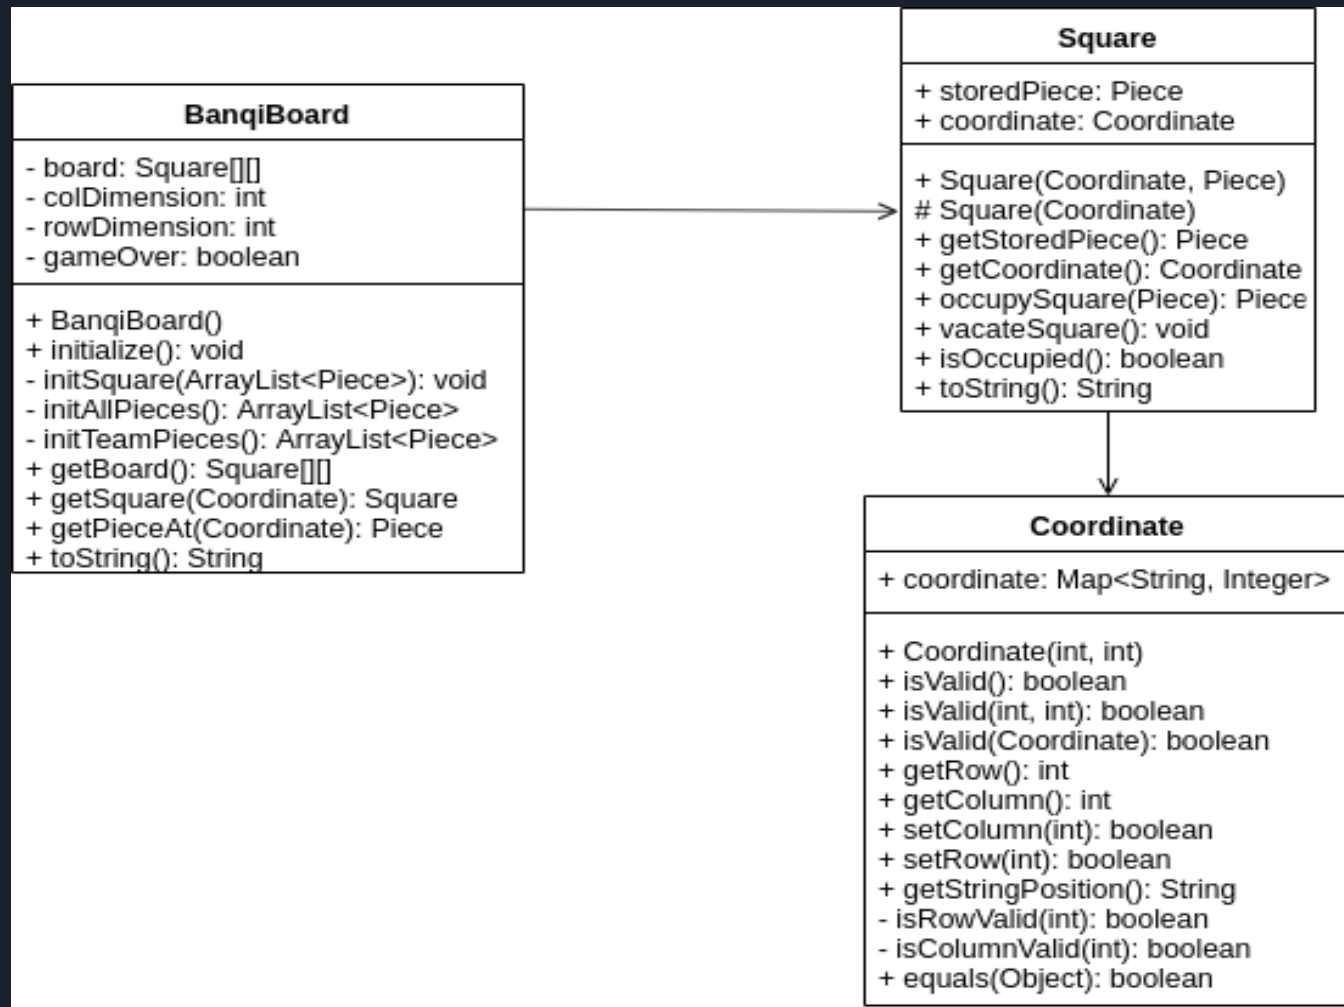 BanqiBoard
- board: Square[][]
- colDimension: int
- rowDimension: int
- gameOver: boolean
+ BanqiBoard()
+ initialize(): void
- initSquare(ArrayList<Piece>): void
- initAllPieces(): ArrayList<Piece>
- initTeamPieces(): ArrayList<Piece>
+ getBoard(): Square[][]
+ getSquare(Coordinate): Square
+ getPieceAt(Coordinate): Piece
+ toString(): String
Square
+ storedPiece: Piece
+ coordinate: Coordinate
+ Square(Coordinate, Piece)
# Square(Coordinate)
+ getStoredPiece(): Piece
+ getCoordinate(): Coordinate
+ occupySquare(Piece): Piece
+ vacateSquare(): void
+ isOccupied(): boolean
+ toString(): String
Coordinate
+ coordinate: Map<String, Integer>
+ Coordinate(int, int)
+ isValid(): boolean
+ isValid(int, int): boolean
+ isValid(Coordinate): boolean
+ getRow(): int
+ getColumn(): int
+ setColumn(int): boolean
+ setRow(int): boolean
+ getStringPosition(): String
- isRowValid(int): boolean
- isColumnValid(int): boolean
+ equals(Object): boolean